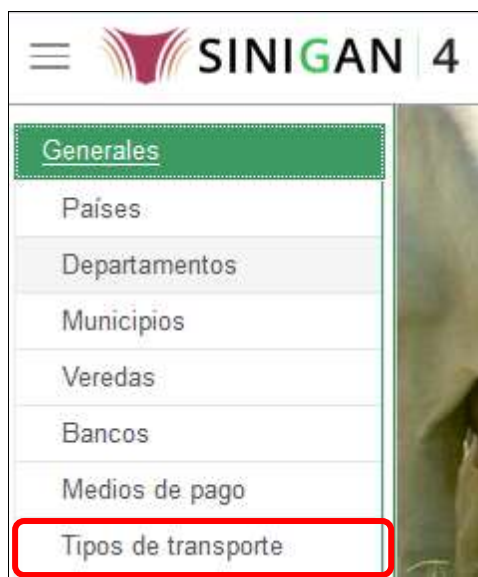 SINIGAN 4
Generales
Países
Departamentos
Municipios
Veredas
Bancos
Medios de pago
Tipos de transporte